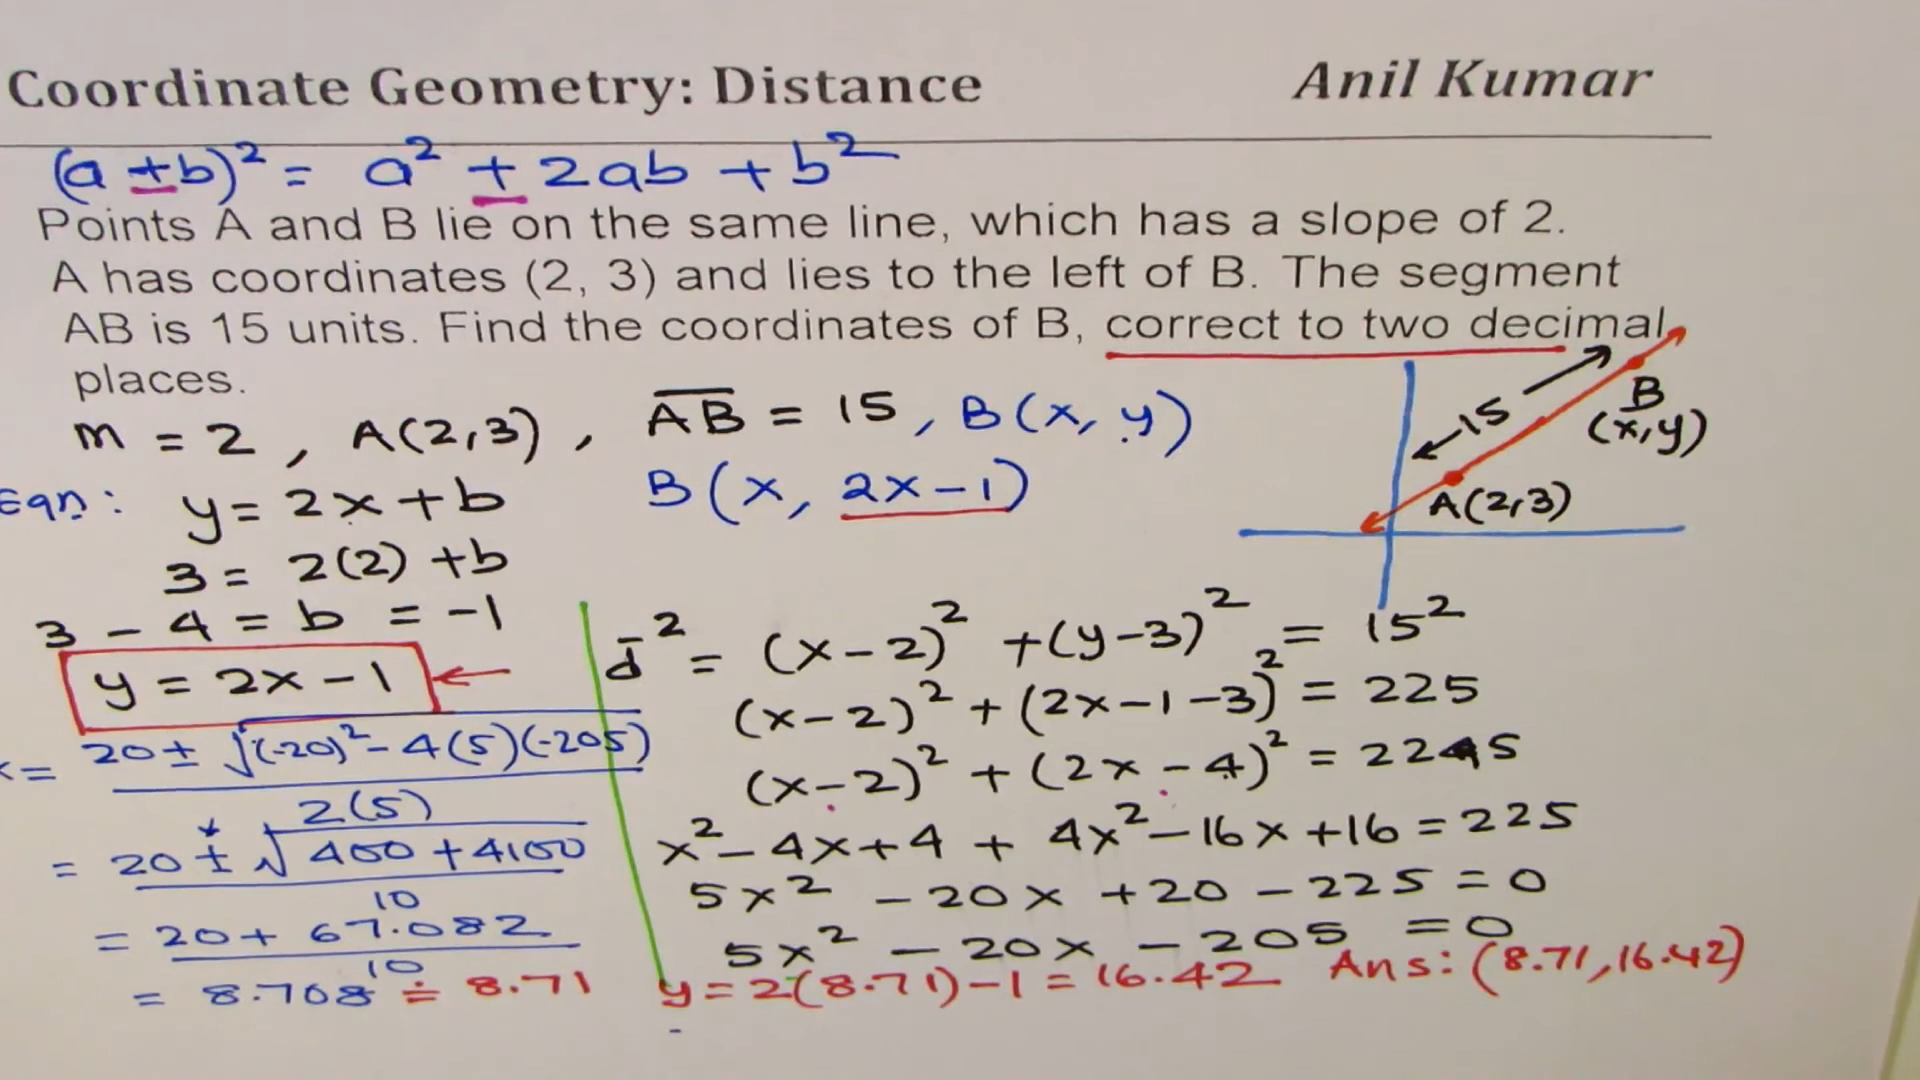 Coordinate Geometry: Distance
Anil Kumar
(a ± b)² = a² + 2ab + b²
Points A and B lie on the same line, which has a slope of 2.
A has coordinates (2, 3) and lies to the left of B. The segment
AB is 15 units. Find the coordinates of B, correct to two decimal
places.
m = 2 , A(2,3) , AB = 15 , B(x, y)
B(x, 2x-1)
15
B
(x,y)
A(2,3)
Eqn: y = 2x + b
3 = 2(2) + b
3 - 4 = b = -1
y = 2x - 1
= 20 ± √(-20)² - 4(5)(-205)
2(5)
= 20 ± √400 + 4100
10
= 20 + 67.082
10
= 8.708 ≐ 8.71
d² = (x-2)² + (y-3)² = 15²
(x-2)² + (2x-1-3)² = 225
(x-2)² + (2x-4)² = 225
x² - 4x + 4 + 4x² - 16x + 16 = 225
5x² - 20x + 20 - 225 = 0
5x² - 20x - 205 = 0
y = 2(8.71) - 1 = 16.42 Ans: (8.71, 16.42)